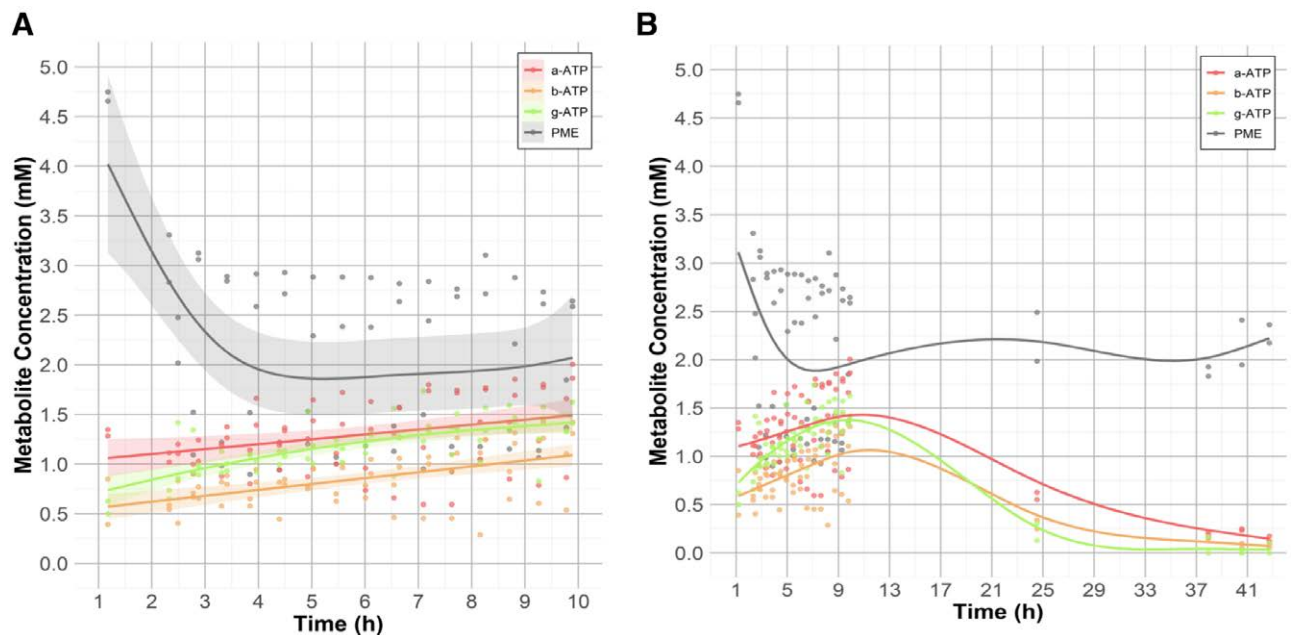 A
Metabolite Concentration (mM)
5.0
4.5
4.0
3.5
3.0
2.5
2.0
1.5
1.0
0.5
0.0
a-ATP
b-ATP
g-ATP
PME
1 2 3 4 5 6 7 8 9 10
Time (h)
B
Metabolite Concentration (mM)
5.0
4.5
4.0
3.5
3.0
2.5
2.0
1.5
1.0
0.5
0.0
a-ATP
b-ATP
g-ATP
PME
1 5 9 13 17 21 25 29 33 37 41
Time (h)